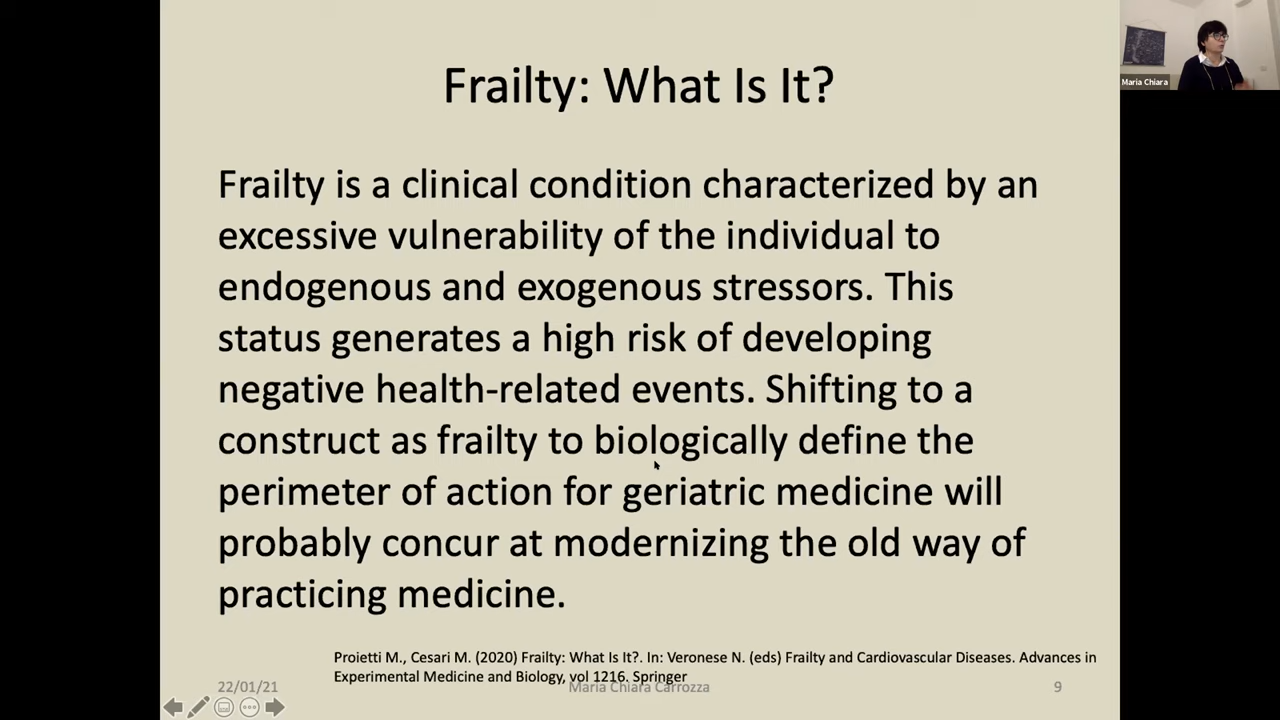 Frailty: What Is It?
Maria Chiara
Frailty is a clinical condition characterized by an
excessive vulnerability of the individual to
endogenous and exogenous stressors. This
status generates a high risk of developing
negative health-related events. Shifting to a
construct as frailty to biologically define the
perimeter of action for geriatric medicine will
probably concur at modernizing the old way of
practicing medicine.
Proietti M., Cesari M. (2020) Frailty: What Is It?. In: Veronese N. (eds) Frailty and Cardiovascular Diseases. Advances in
Experimental Medicine and Biology, vol 1216. Springer
22/01/21
Maria Chiara Carrozza
9